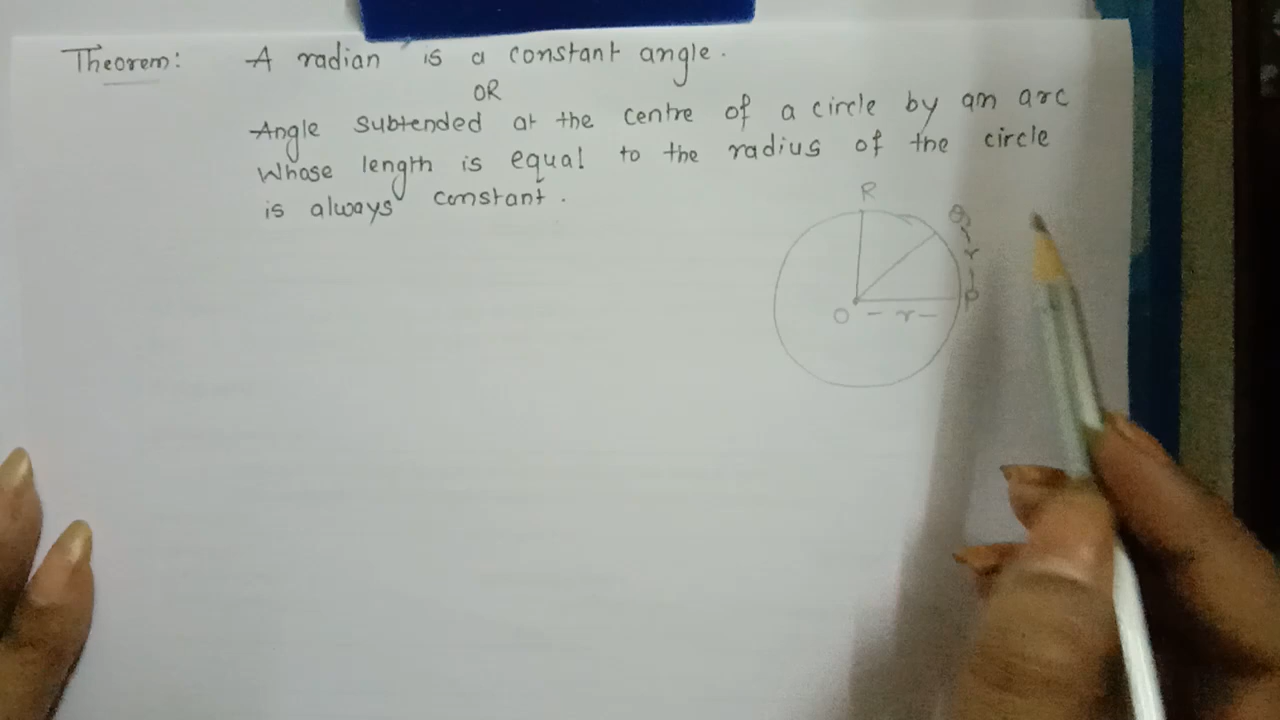 Theorem: A radian is a constant angle.
OR
Angle subtended at the centre of a circle by an arc
whose length is equal to the radius of the circle
is always constant.
R
Q
r
P
O - r -